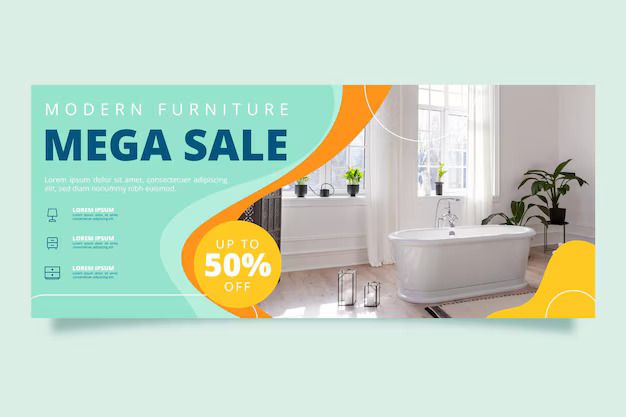 MODERN FURNITURE
MEGA SALE
Lorem ipsum dolor sit amet, consectetuer adipiscing
elit, sed diam nonummy nibh euismod.
LOREM IPSUM
LOREM IPSUM
LOREM IPSUM
UP TO
50%
OFF